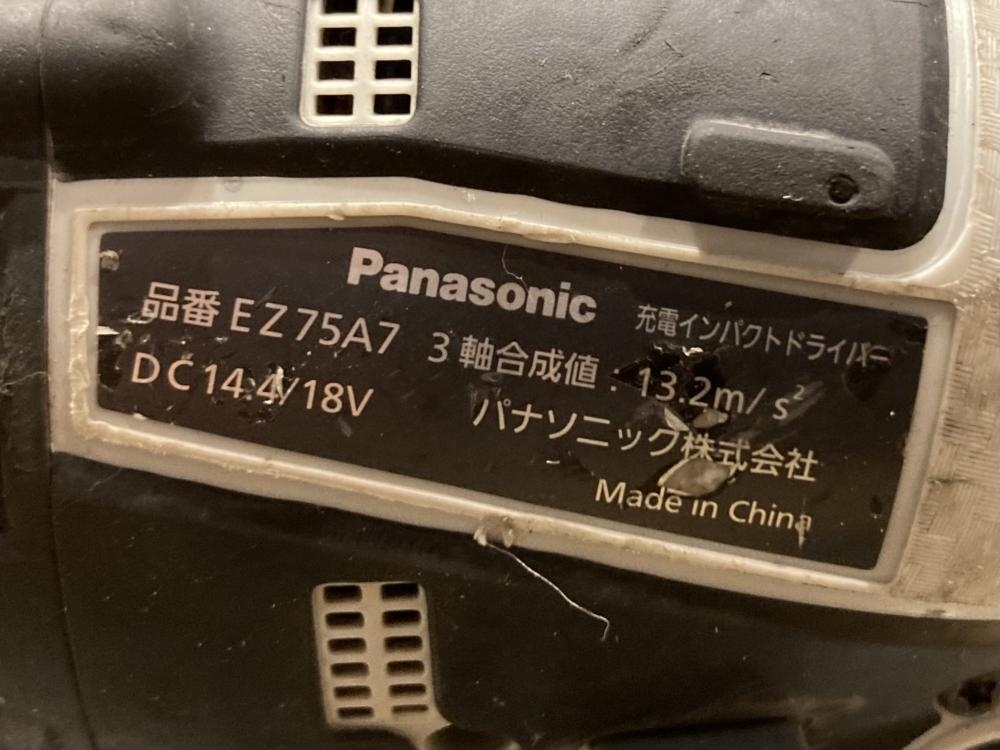 Panasonic
充電インパクトドライバー
品番 EZ75A7 3軸合成値：13.2m/s²
DC14.4/18V
パナソニック株式会社
Made in China